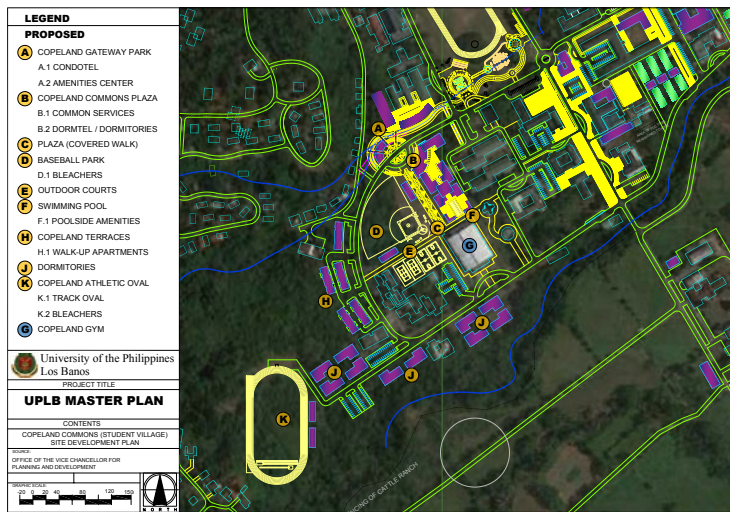 LEGEND
PROPOSED
A COPELAND GATEWAY PARK
A.1 CONDOTEL
A.2 AMENITIES CENTER
B COPELAND COMMONS PLAZA
B.1 COMMON SERVICES
B.2 DORMTEL / DORMITORIES
C PLAZA (COVERED WALK)
D BASEBALL PARK
D.1 BLEACHERS
E OUTDOOR COURTS
F SWIMMING POOL
F.1 POOLSIDE AMENITIES
H COPELAND TERRACES
H.1 WALK-UP APARTMENTS
J DORMITORIES
K COPELAND ATHLETIC OVAL
K.1 TRACK OVAL
K.2 BLEACHERS
G COPELAND GYM
University of the Philippines
Los Banos
PROJECT TITLE
UPLB MASTER PLAN
CONTENTS
COPELAND COMMONS (STUDENT VILLAGE)
SITE DEVELOPMENT PLAN
SOURCE:
OFFICE OF THE VICE CHANCELLOR FOR
PLANNING AND DEVELOPMENT
GRAPHIC SCALE:
-20 0 20 40 80 120 150
NORTH
A
B
C
F
D
E
G
H
J
J
J
K
CING OF CATTLE RANCH